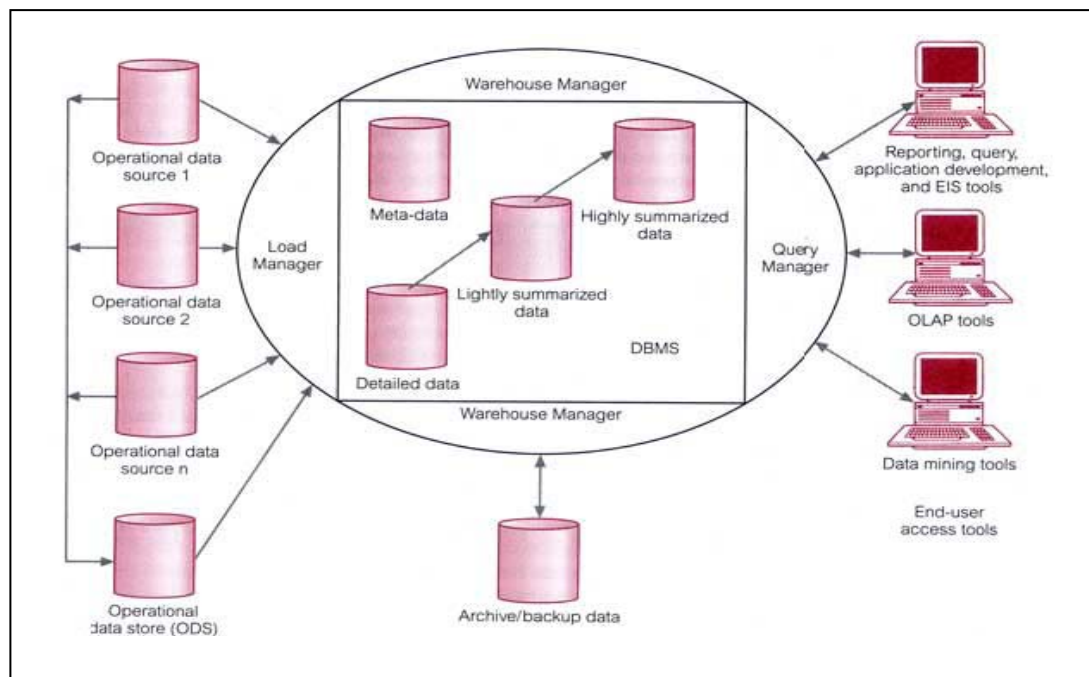 Warehouse Manager
Operational data
source 1
Operational data
source 2
Operational data
source n
Operational
data store (ODS)
Load
Manager
Meta-data
Highly summarized
data
Lightly summarized
data
Detailed data
DBMS
Warehouse Manager
Archive/backup data
Query
Manager
Reporting, query,
application development,
and EIS tools
OLAP tools
Data mining tools
End-user
access tools